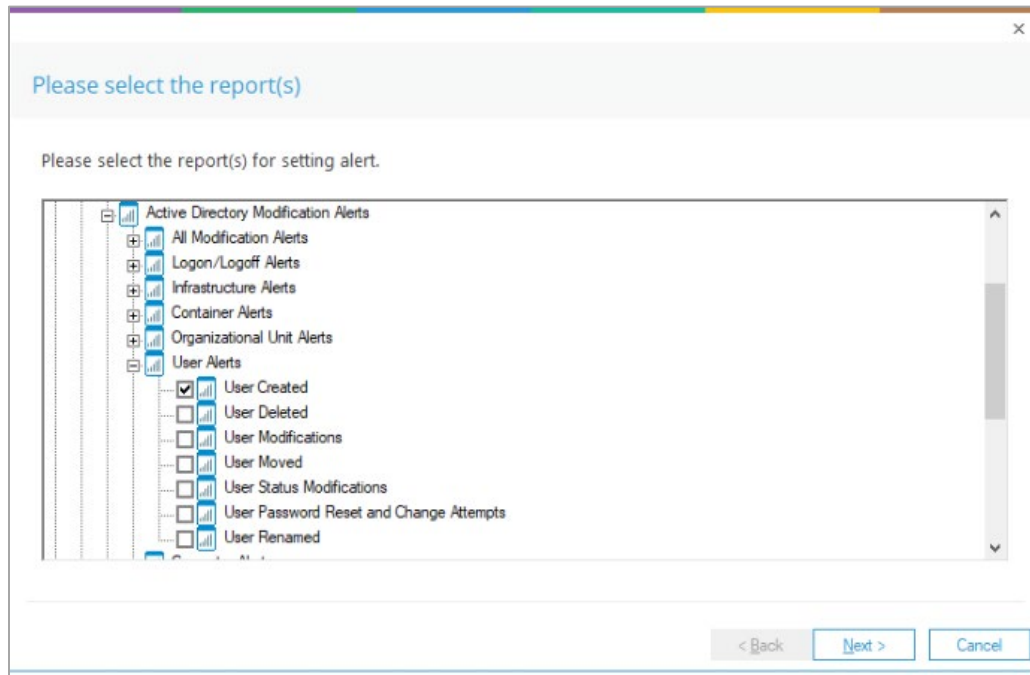 Please select the report(s)
Please select the report(s) for setting alert.
Active Directory Modification Alerts
All Modification Alerts
Logon/Logoff Alerts
Infrastructure Alerts
Container Alerts
Organizational Unit Alerts
User Alerts
User Created
User Deleted
User Modifications
User Moved
User Status Modifications
User Password Reset and Change Attempts
User Renamed
< Back
Next >
Cancel